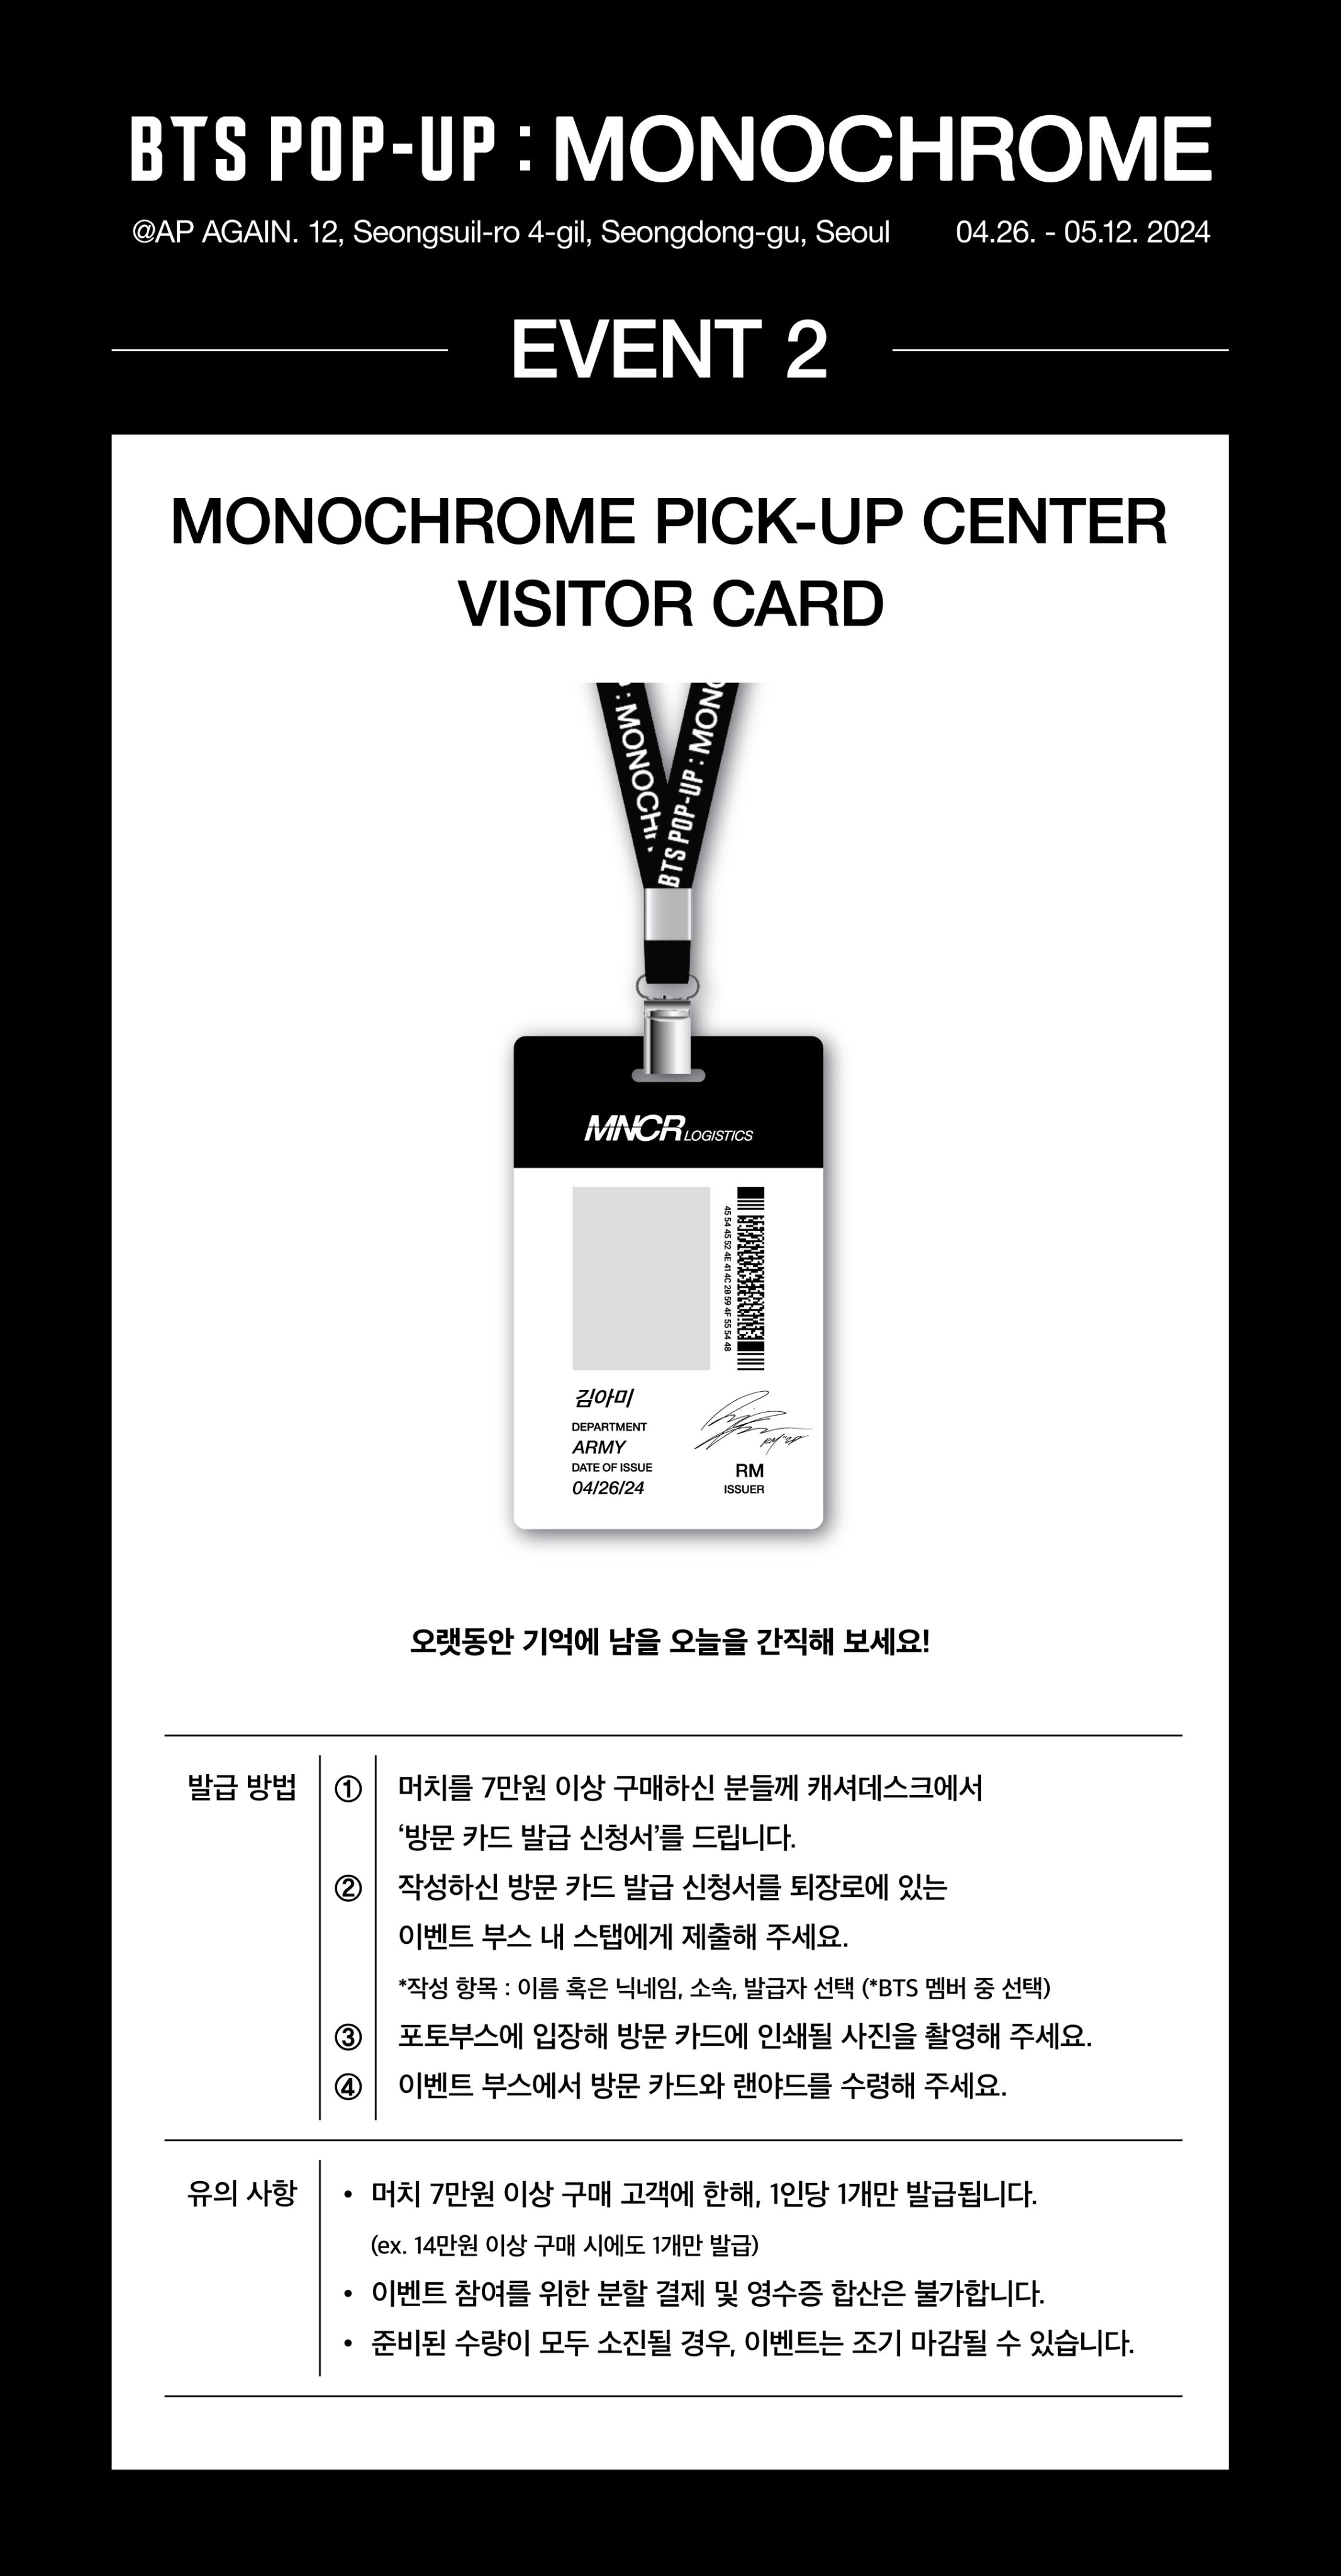 BTS POP-UP : MONOCHROME
@AP AGAIN. 12, Seongsuil-ro 4-gil, Seongdong-gu, Seoul 04.26. - 05.12. 2024
EVENT 2
MONOCHROME PICK-UP CENTER
VISITOR CARD
: MONOCH
BTS POP-UP : MONO
MNCR LOGISTICS
45 54 45 52 4E 41 4C 28 59 4F 55 54 48
김아미
DEPARTMENT
ARMY
DATE OF ISSUE
04/26/24
RM
ISSUER
오랫동안 기억에 남을 오늘을 간직해 보세요!
발급 방법
① 머치를 7만원 이상 구매하신 분들께 캐셔데스크에서
‘방문 카드 발급 신청서’를 드립니다.
② 작성하신 방문 카드 발급 신청서를 퇴장로에 있는
이벤트 부스 내 스탭에게 제출해 주세요.
*작성 항목 : 이름 혹은 닉네임, 소속, 발급자 선택 (*BTS 멤버 중 선택)
③ 포토부스에 입장해 방문 카드에 인쇄될 사진을 촬영해 주세요.
④ 이벤트 부스에서 방문 카드와 랜야드를 수령해 주세요.
유의 사항
• 머치 7만원 이상 구매 고객에 한해, 1인당 1개만 발급됩니다.
(ex. 14만원 이상 구매 시에도 1개만 발급)
• 이벤트 참여를 위한 분할 결제 및 영수증 합산은 불가합니다.
• 준비된 수량이 모두 소진될 경우, 이벤트는 조기 마감될 수 있습니다.